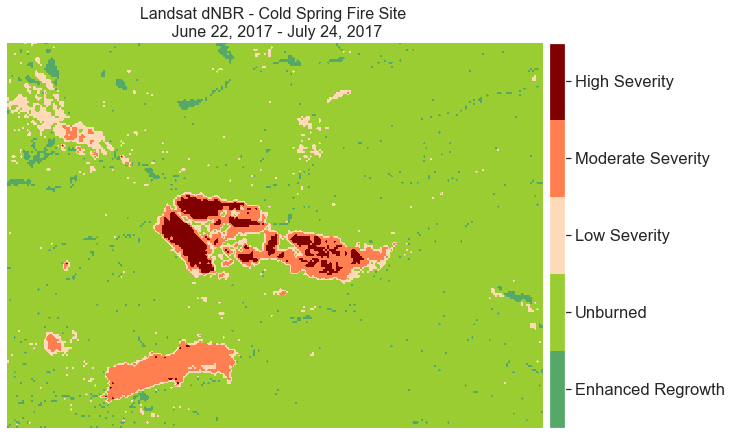 Landsat dNBR - Cold Spring Fire Site
June 22, 2017 - July 24, 2017
High Severity
Moderate Severity
Low Severity
Unburned
Enhanced Regrowth